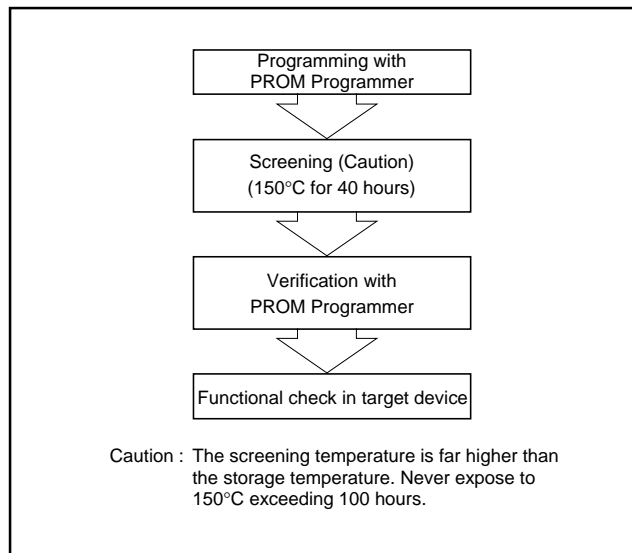 Programming with
PROM Programmer
Screening (Caution)
(150°C for 40 hours)
Verification with
PROM Programmer
Functional check in target device
Caution : The screening temperature is far higher than
the storage temperature. Never expose to
150°C exceeding 100 hours.